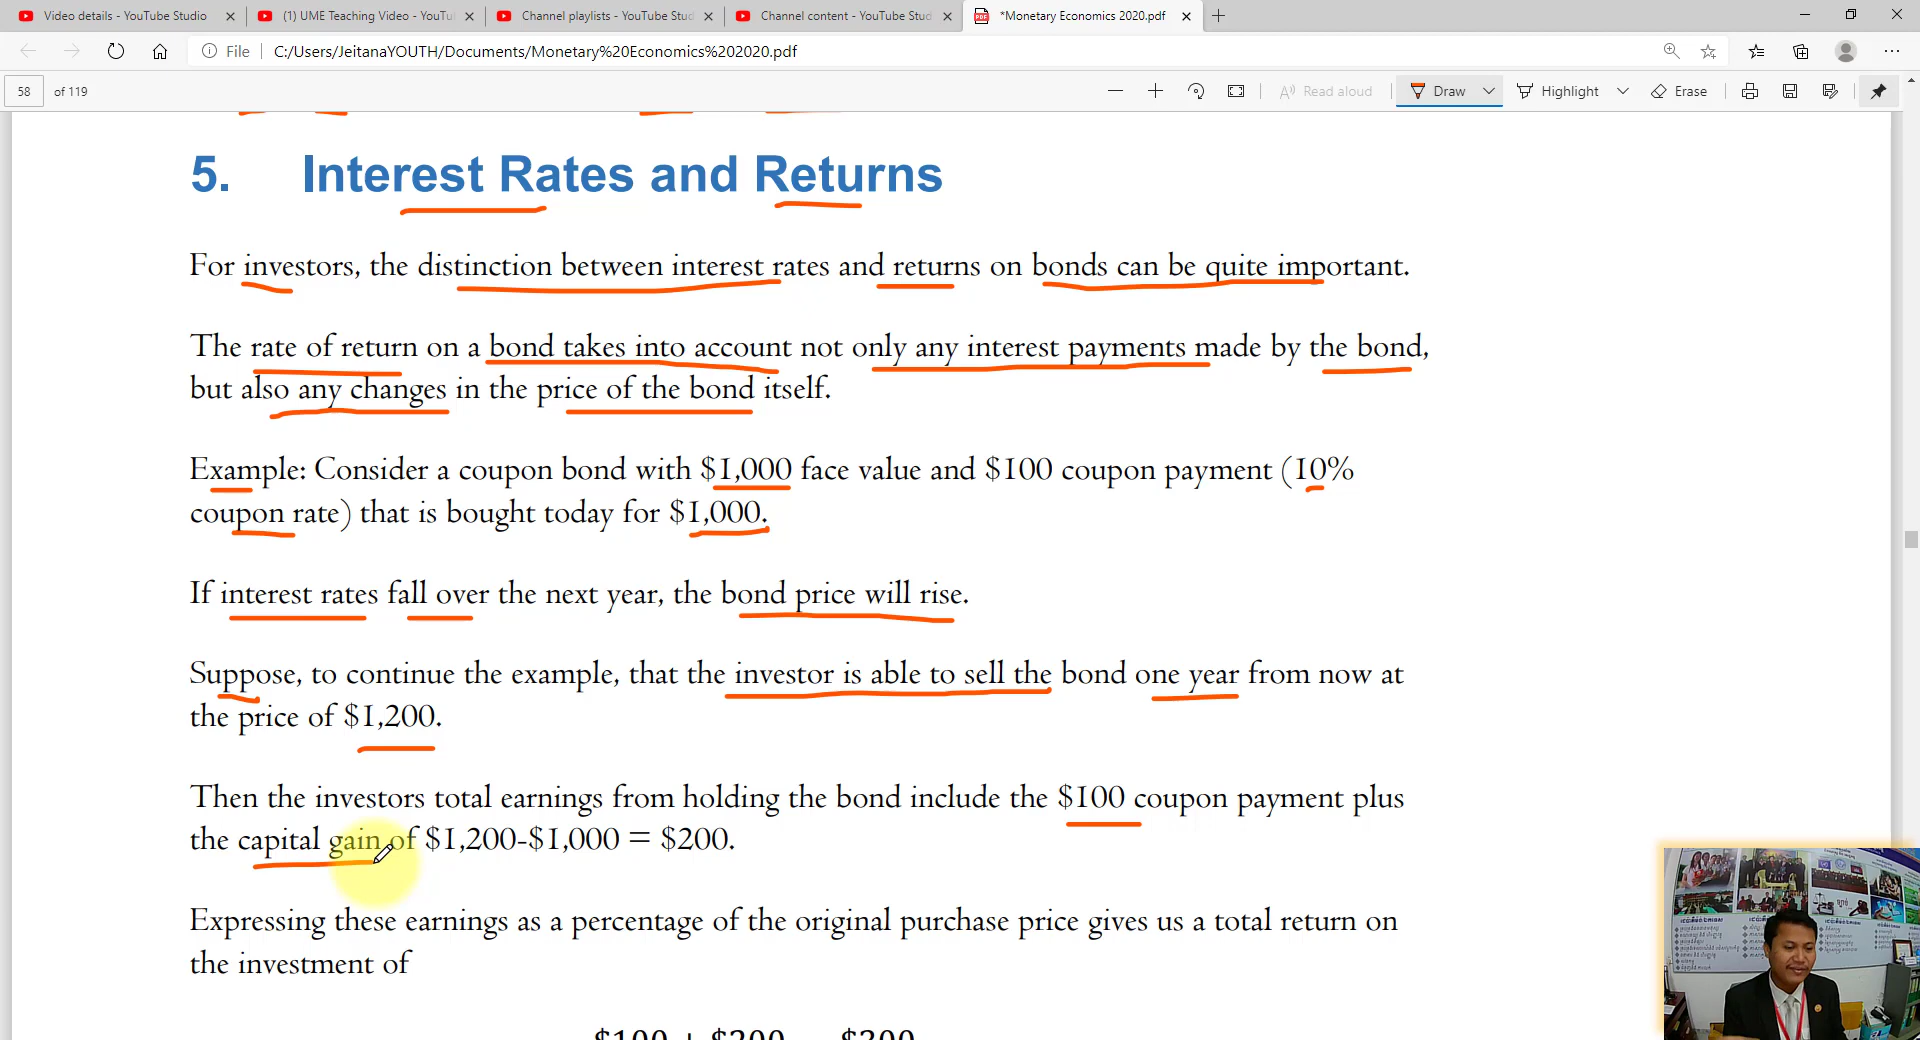 Video details - YouTube Studio
(1) UME Teaching Video - YouTu
Channel playlists - YouTube Stud
Channel content - YouTube Stud
*Monetary Economics 2020.pdf
File
C:/Users/JeitanaYOUTH/Documents/Monetary%20Economics%202020.pdf
58 of 119
Read aloud
Draw
Highlight
Erase
5. Interest Rates and Returns
For investors, the distinction between interest rates and returns on bonds can be quite important.
The rate of return on a bond takes into account not only any interest payments made by the bond,
but also any changes in the price of the bond itself.
Example: Consider a coupon bond with $1,000 face value and $100 coupon payment (10%
coupon rate) that is bought today for $1,000.
If interest rates fall over the next year, the bond price will rise.
Suppose, to continue the example, that the investor is able to sell the bond one year from now at
the price of $1,200.
Then the investors total earnings from holding the bond include the $100 coupon payment plus
the capital gain of $1,200-$1,000 = $200.
Expressing these earnings as a percentage of the original purchase price gives us a total return on
the investment of
$100 + $200 $300